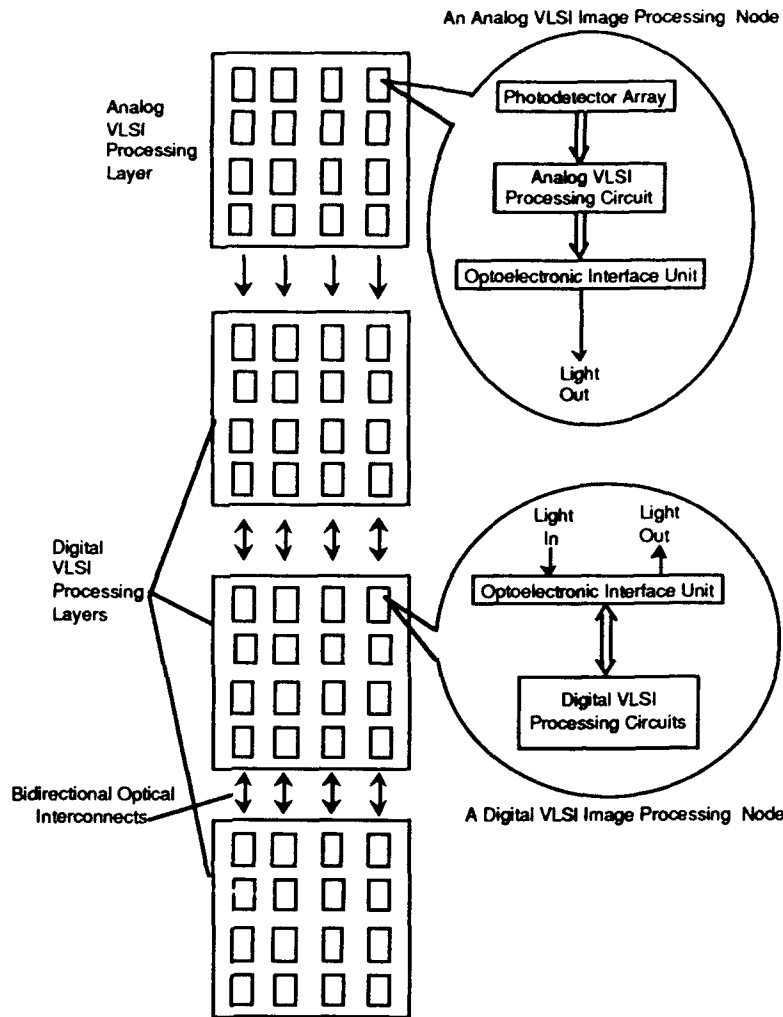 An Analog VLSI Image Processing Node
Analog
VLSI
Processing
Layer
Photodetector Array
Analog VLSI
Processing Circuit
Optoelectronic Interface Unit
Light
Out
Digital
VLSI
Processing
Layers
Light
In
Light
Out
Optoelectronic Interface Unit
Digital VLSI
Processing Circuits
Bidirectional Optical
Interconnects
A Digital VLSI Image Processing Node